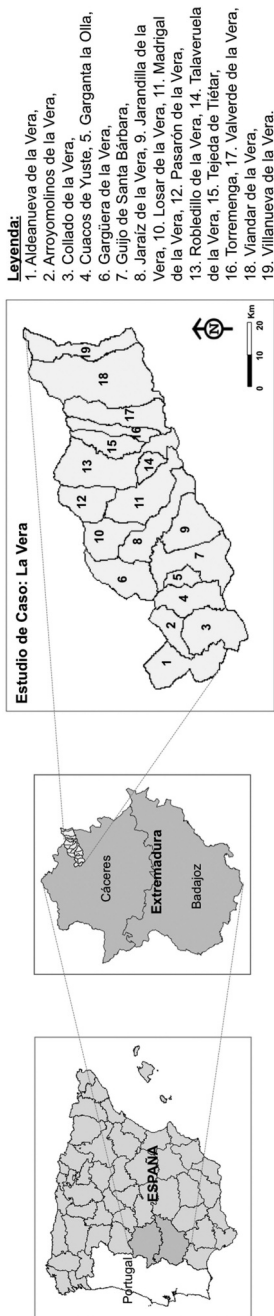 Portugal
ESPAÑA
Cáceres
Extremadura
Badajoz
Estudio de Caso: La Vera
1
2
3
4
5
6
7
8
9
10
11
12
13
14
15
16
17
18
19
N
0 10 20
Km
Leyenda:
1. Aldeanueva de la Vera,
2. Arroyomolinos de la Vera,
3. Collado de la Vera,
4. Cuacos de Yuste, 5. Garganta la Olla,
6. Gargüera de la Vera,
7. Guijo de Santa Bárbara,
8. Jaraíz de la Vera, 9. Jarandilla de la
Vera, 10. Losar de la Vera, 11. Madrigal
de la Vera, 12. Pasarón de la Vera,
13. Robledillo de la Vera, 14. Talaveruela
de la Vera, 15. Tejeda de Tiétar,
16. Torremenga, 17. Valverde de la Vera,
18. Viandar de la Vera,
19. Villanueva de la Vera.